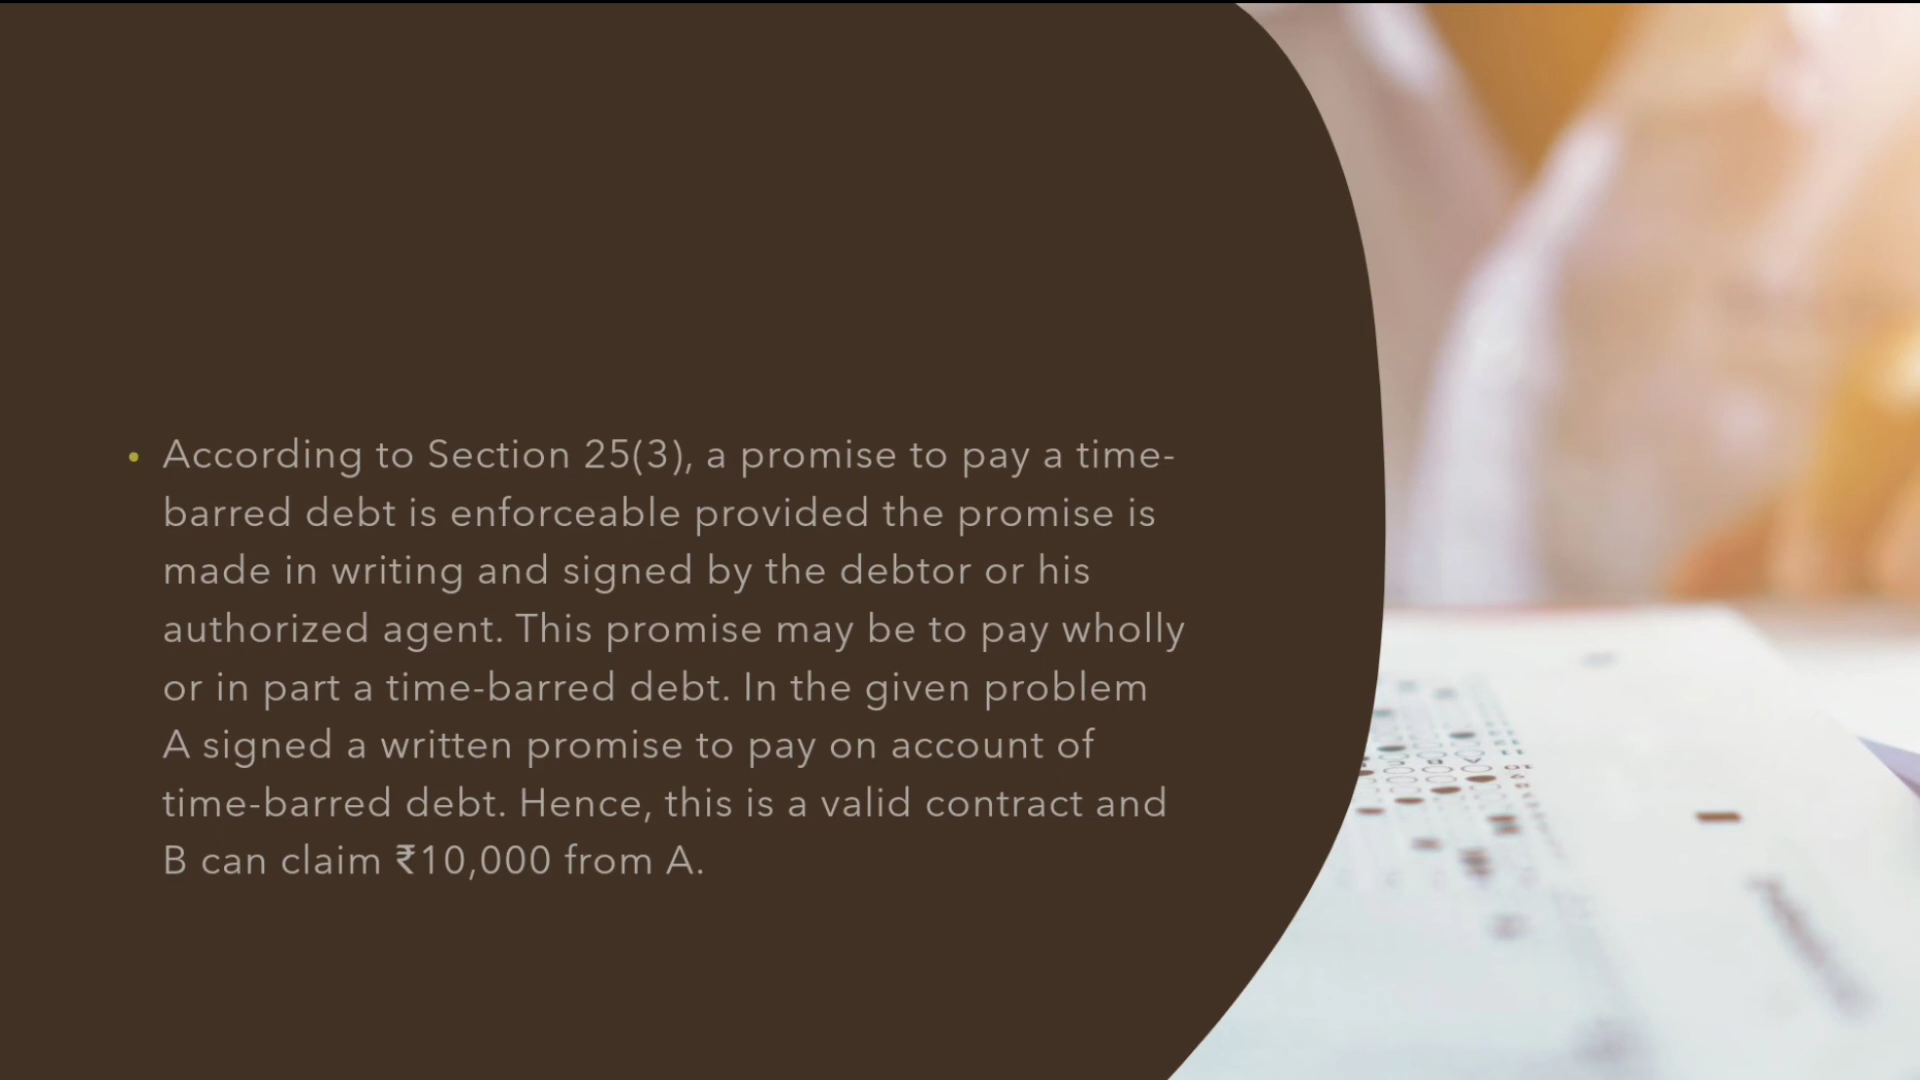 • According to Section 25(3), a promise to pay a time-
barred debt is enforceable provided the promise is
made in writing and signed by the debtor or his
authorized agent. This promise may be to pay wholly
or in part a time-barred debt. In the given problem
A signed a written promise to pay on account of
time-barred debt. Hence, this is a valid contract and
B can claim ₹10,000 from A.